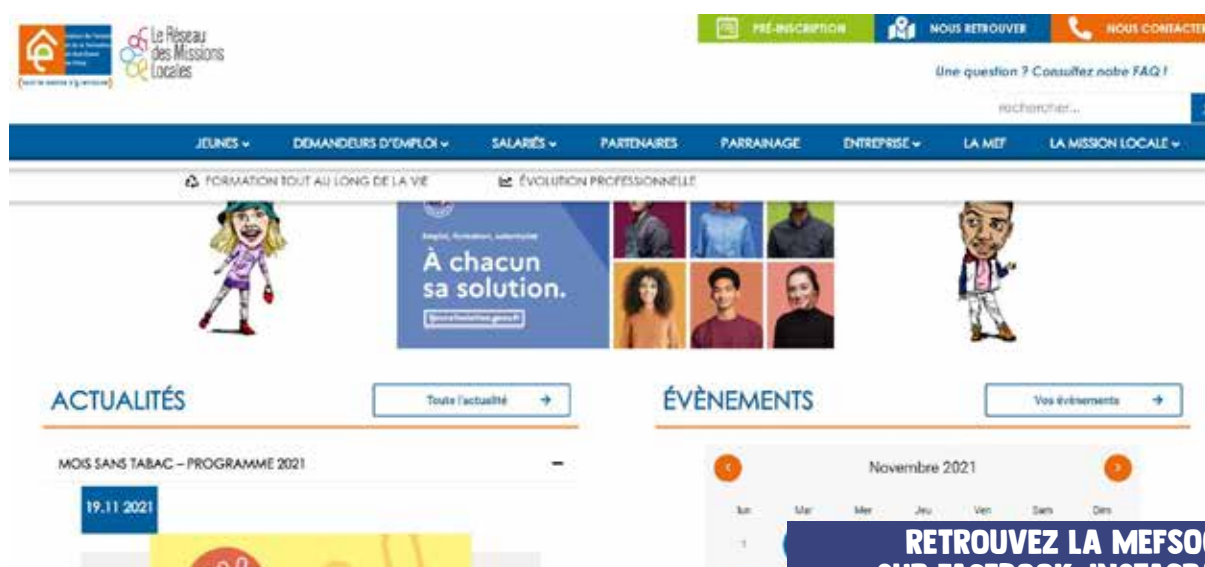 Le Réseau
des Missions
Locales
PRÉ-INSCRIPTION
NOUS RETROUVER
NOUS CONTACTER
Une question ? Consultez notre FAQ !
rechercher...
JEUNES
DEMANDEURS D'EMPLOI
SALARIÉS
PARTENAIRES
PARRAINAGE
ENTREPRISE
LA MEF
LA MISSION LOCALE
FORMATION TOUT AU LONG DE LA VIE
ÉVOLUTION PROFESSIONNELLE
À chacun
sa solution.
ACTUALITÉS
Toute l'actualité
ÉVÈNEMENTS
Vos évènements
MOIS SANS TABAC – PROGRAMME 2021
19.11 2021
Novembre 2021
lun Mar Mer Jeu Ven Sam Dim
1
RETROUVEZ LA MEFSO
SUR FACEBOOK, INSTAGRA